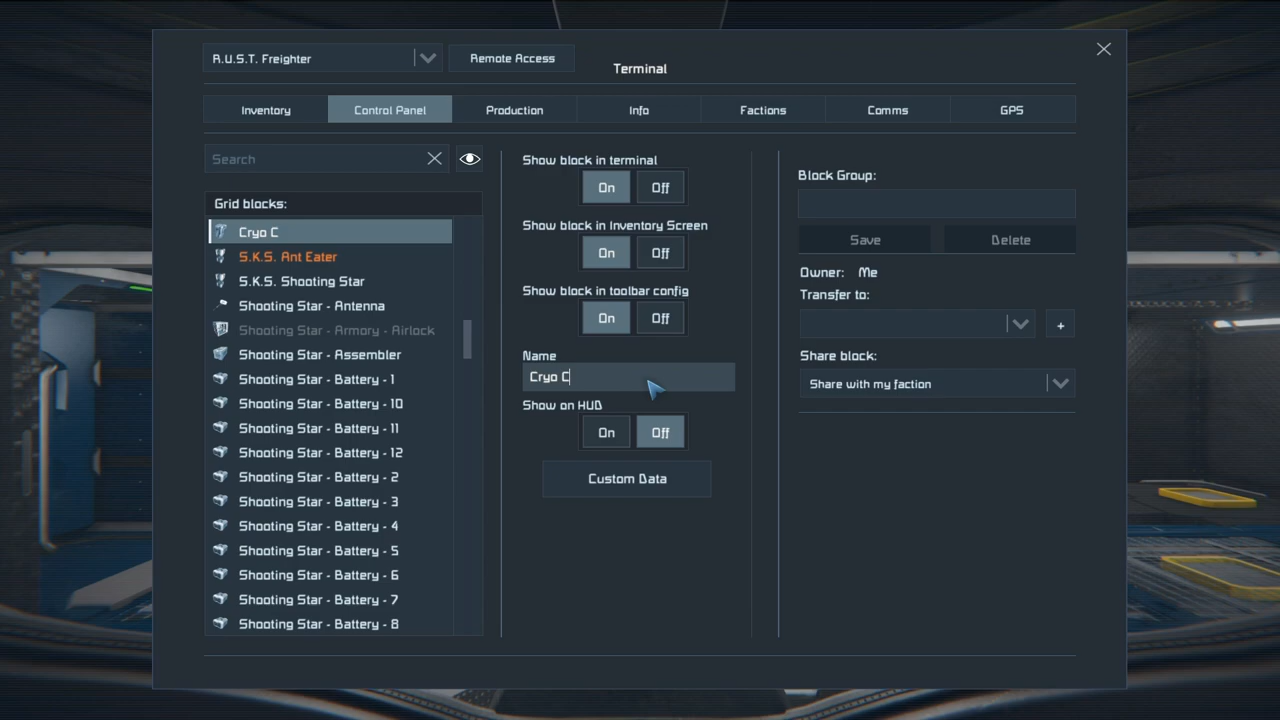 R.U.S.T. Freighter
Remote Access
Terminal
Inventory
Control Panel
Production
Info
Factions
Comms
GPS
Search
Grid blocks:
Cryo C
S.K.S. Ant Eater
S.K.S. Shooting Star
Shooting Star - Antenna
Shooting Star - Armory - Airlock
Shooting Star - Assembler
Shooting Star - Battery - 1
Shooting Star - Battery - 10
Shooting Star - Battery - 11
Shooting Star - Battery - 12
Shooting Star - Battery - 2
Shooting Star - Battery - 3
Shooting Star - Battery - 4
Shooting Star - Battery - 5
Shooting Star - Battery - 6
Shooting Star - Battery - 7
Shooting Star - Battery - 8
Show block in terminal
On Off
Show block in Inventory Screen
On Off
Show block in toolbar config
On Off
Name
Cryo C
Show on HUD
On Off
Custom Data
Block Group:
Save Delete
Owner: Me
Transfer to:
+
Share block:
Share with my faction